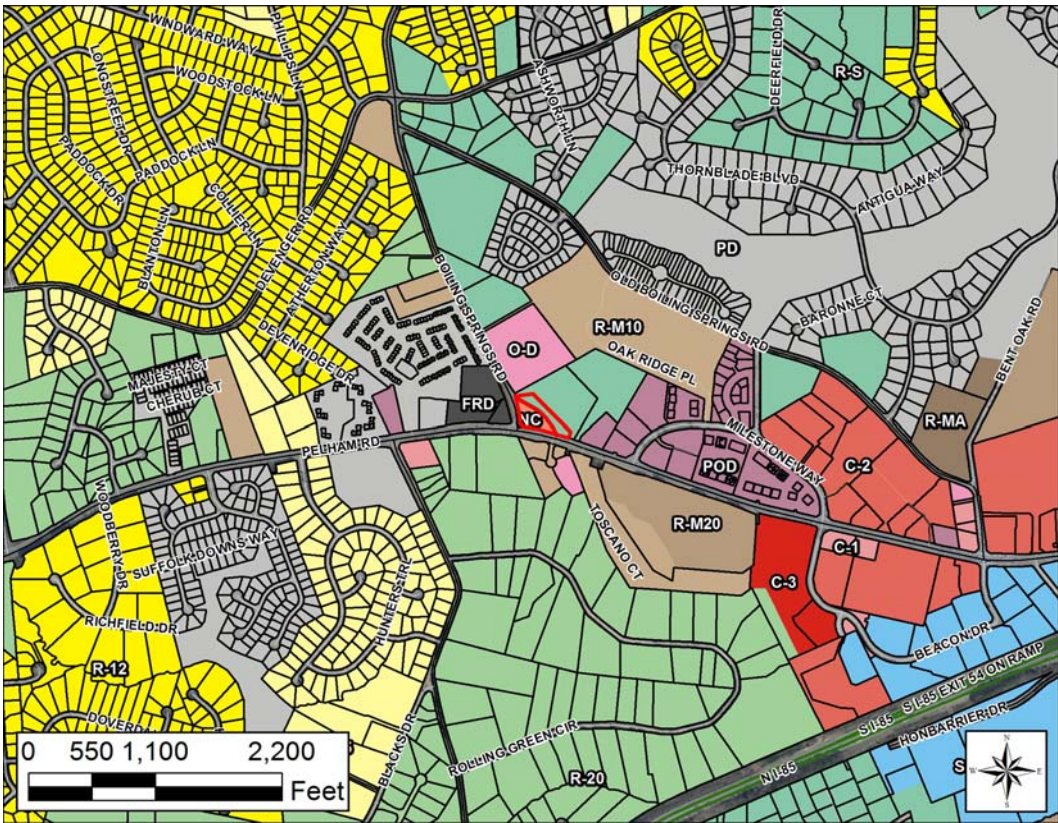 WINDWARD WAY
PHILLIPS LN
WOODSTOCK LN
LONGSTREET DR
PADDOCK LN
PADDOCK DR
COLLIER LN
BLANTON LN
DEVENGER RD
ATHERTON WAY
DEVENRIDGE DR
ASHWORTH LN
DEERFIELD DR
R-S
THORNBLADE BLVD
ANTIGUA WAY
PD
BOILING SPRINGS RD
OLD BOILING SPRINGS RD
BARONNE CT
BENT OAK RD
R-M10
O-D
OAK RIDGE PL
MAJESTY CT
CHERUB CT
FRD
NC
R-MA
MILESTONE WAY
C-2
PELHAM RD
POD
WOODBERRY DR
SUFFOLK DOWNS WAY
TOSCANO CT
R-M20
C-1
C-3
HUNTERS TRL
RICHFIELD DR
R-12
BEACON DR
S I-85 EXIT 54 ON RAMP
S I-85
HONBARRIER DR
N I-85
ROLLING GREEN CIR
BLACKS DR
R-20
S
0 550 1,100 2,200
Feet
N
W E
S